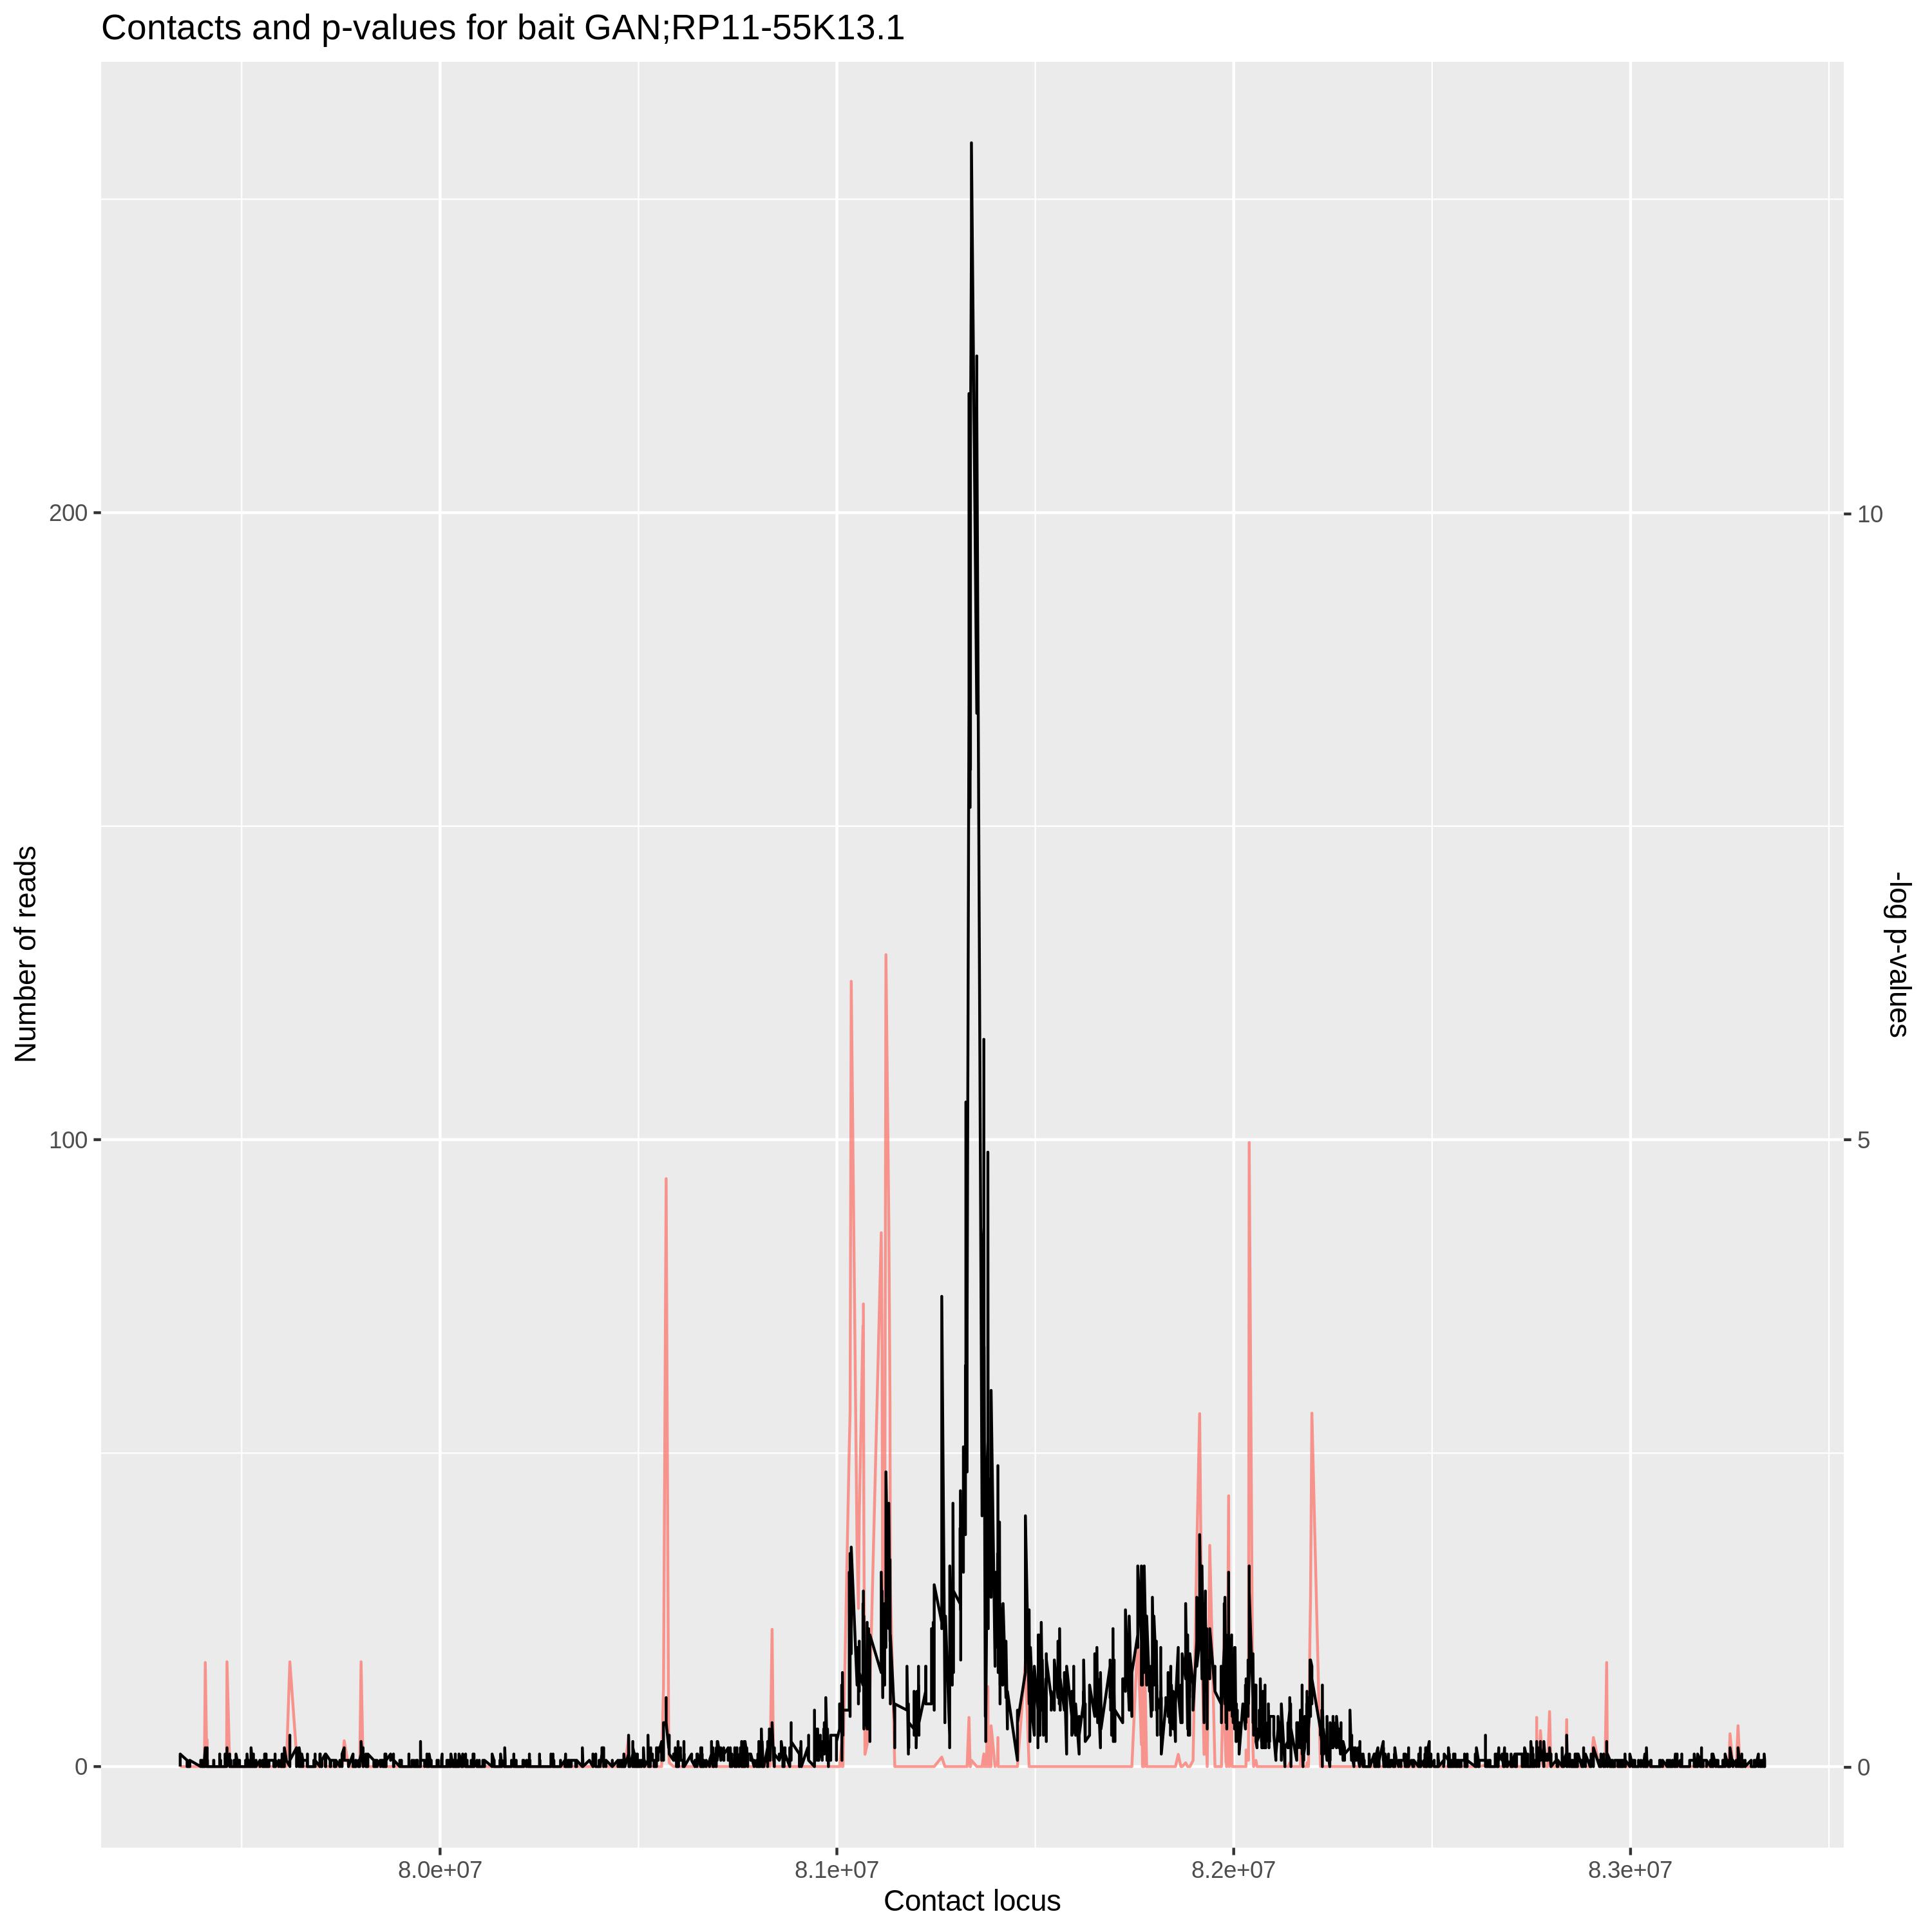 Contacts and p-values for bait GAN;RP11-55K13.1
Number of reads
200
100
0
10
5
0
-log p-values
8.0e+07
8.1e+07
8.2e+07
8.3e+07
Contact locus